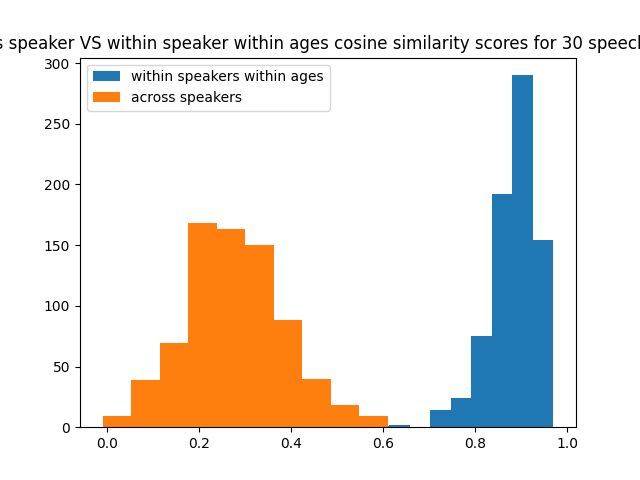 s speaker VS within speaker within ages cosine similarity scores for 30 speech
within speakers within ages
across speakers
300
250
200
150
100
50
0
0.0 0.2 0.4 0.6 0.8 1.0